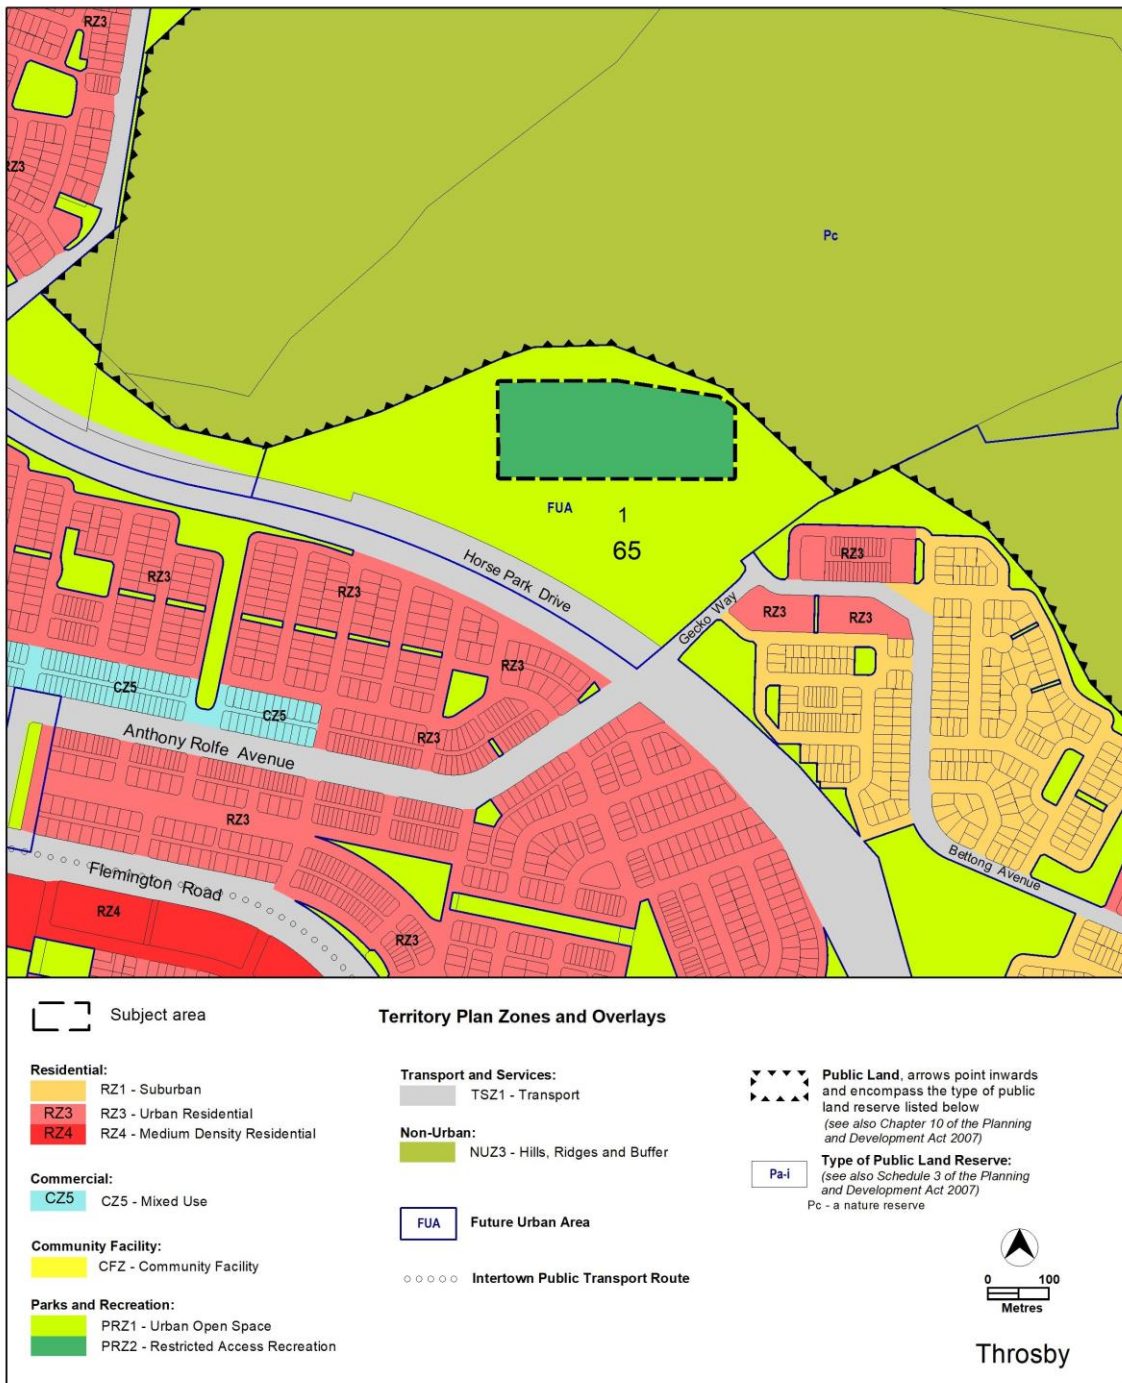 RZ3
RZ3
Pc
FUA
1
65
Horse Park Drive
Gecko Way
RZ3
RZ3
RZ3
RZ3
RZ3
RZ3
CZ5
CZ5
RZ3
Anthony Rolfe Avenue
RZ3
Bettong Avenue
Flemington Road
RZ4
RZ3
Subject area
Territory Plan Zones and Overlays
Residential:
RZ1 - Suburban
RZ3 RZ3 - Urban Residential
RZ4 RZ4 - Medium Density Residential
Commercial:
CZ5 CZ5 - Mixed Use
Community Facility:
CFZ - Community Facility
Parks and Recreation:
PRZ1 - Urban Open Space
PRZ2 - Restricted Access Recreation
Transport and Services:
TSZ1 - Transport
Non-Urban:
NUZ3 - Hills, Ridges and Buffer
FUA Future Urban Area
Intertown Public Transport Route
Public Land, arrows point inwards
and encompass the type of public
land reserve listed below
(see also Chapter 10 of the Planning
and Development Act 2007)
Pa-i
Type of Public Land Reserve:
(see also Schedule 3 of the Planning
and Development Act 2007)
Pc - a nature reserve
0 100
Metres
Throsby